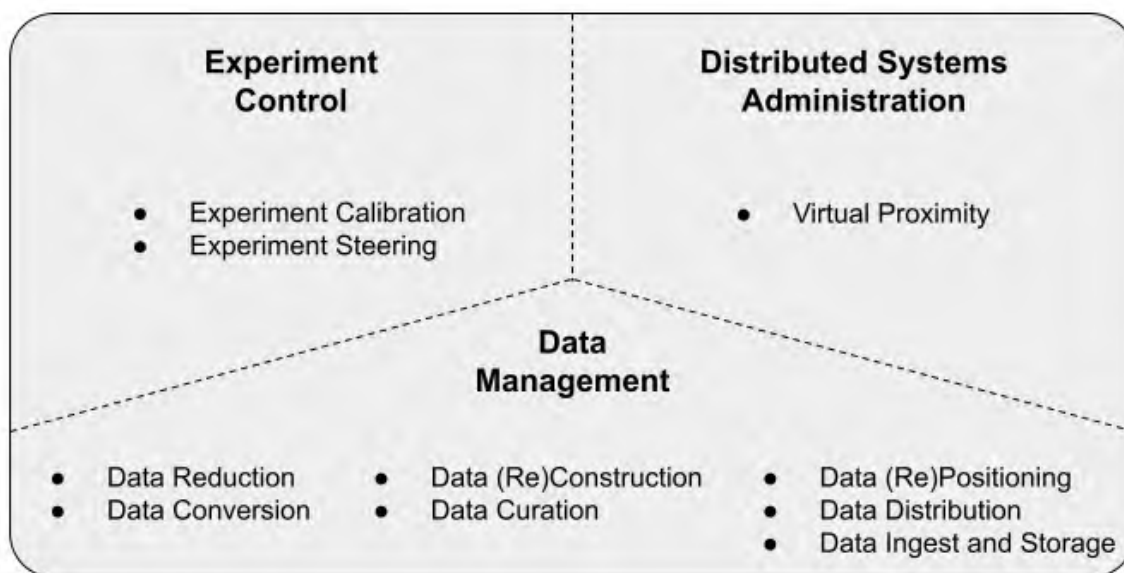 Experiment
Control
● Experiment Calibration
● Experiment Steering
Distributed Systems
Administration
● Virtual Proximity
Data
Management
● Data Reduction
● Data Conversion
● Data (Re)Construction
● Data Curation
● Data (Re)Positioning
● Data Distribution
● Data Ingest and Storage